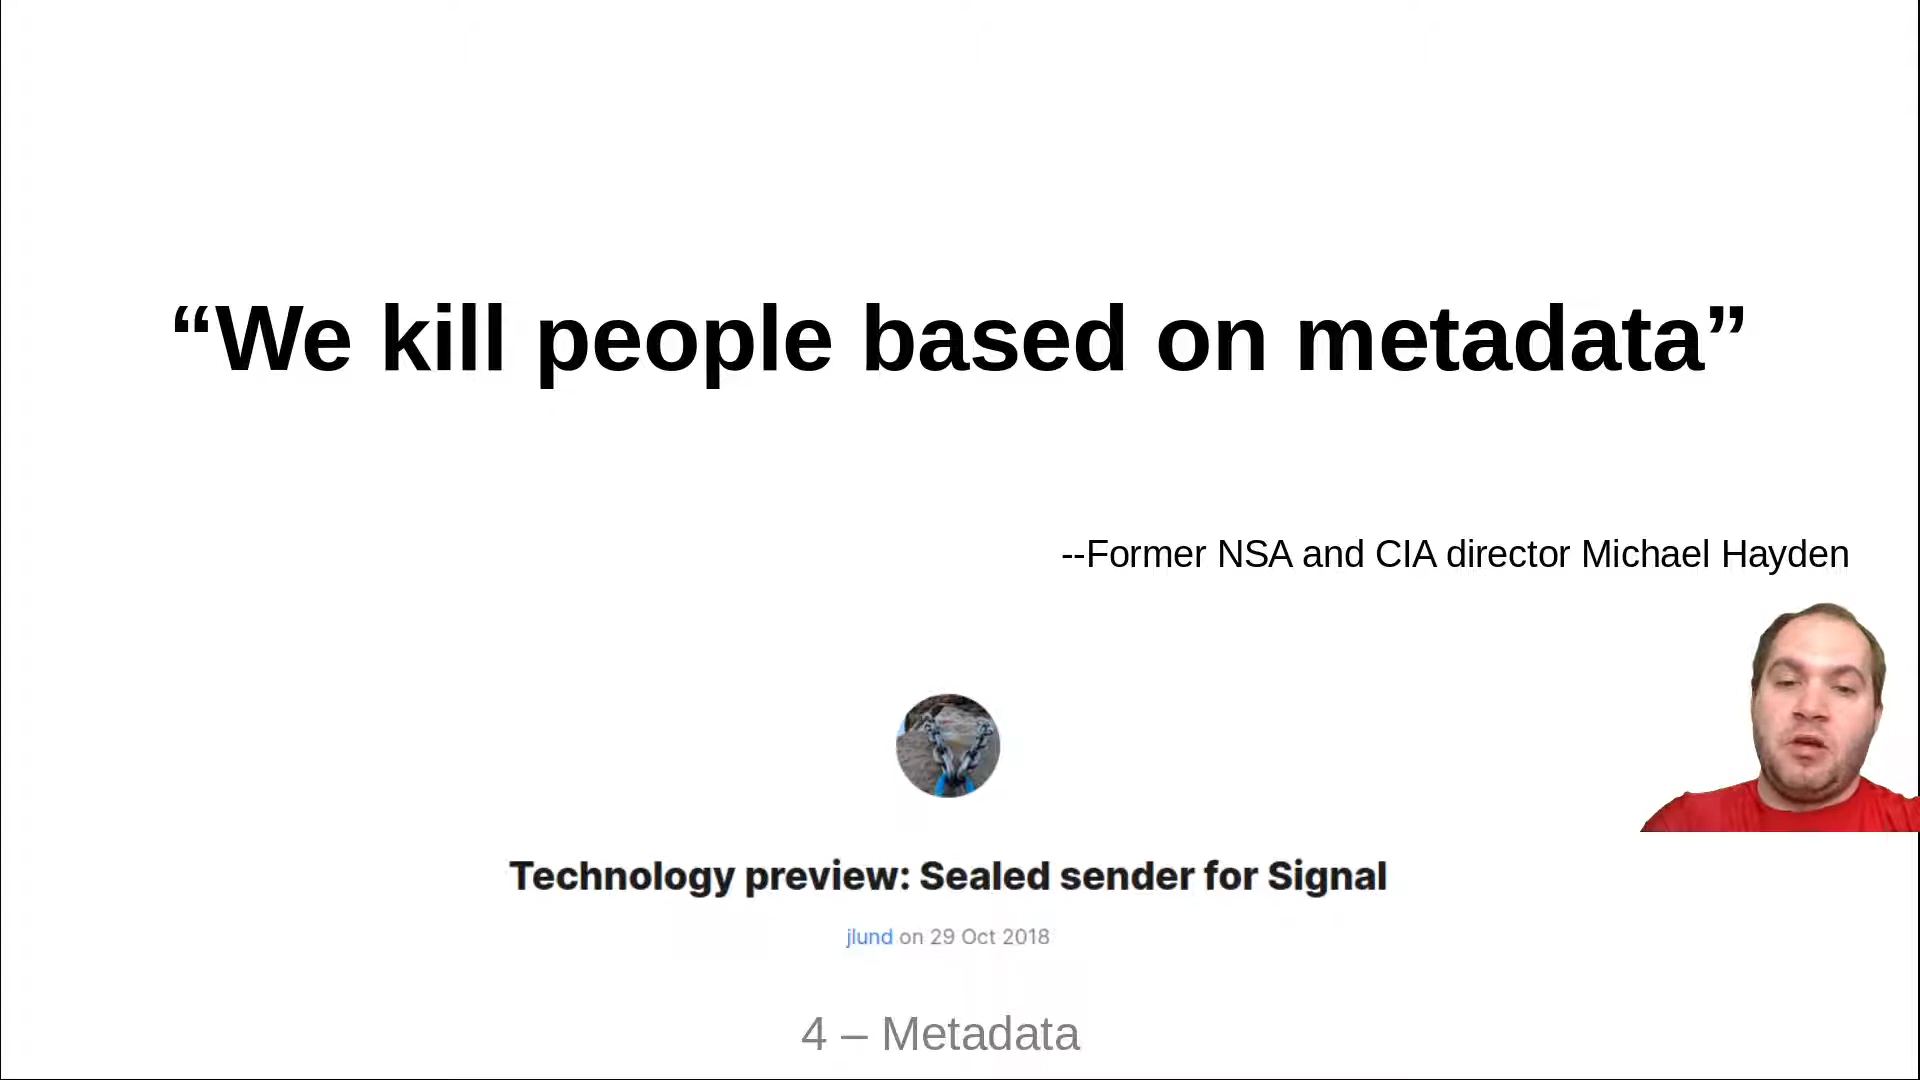 “We kill people based on metadata”
--Former NSA and CIA director Michael Hayden
Technology preview: Sealed sender for Signal
jlund on 29 Oct 2018
4 – Metadata